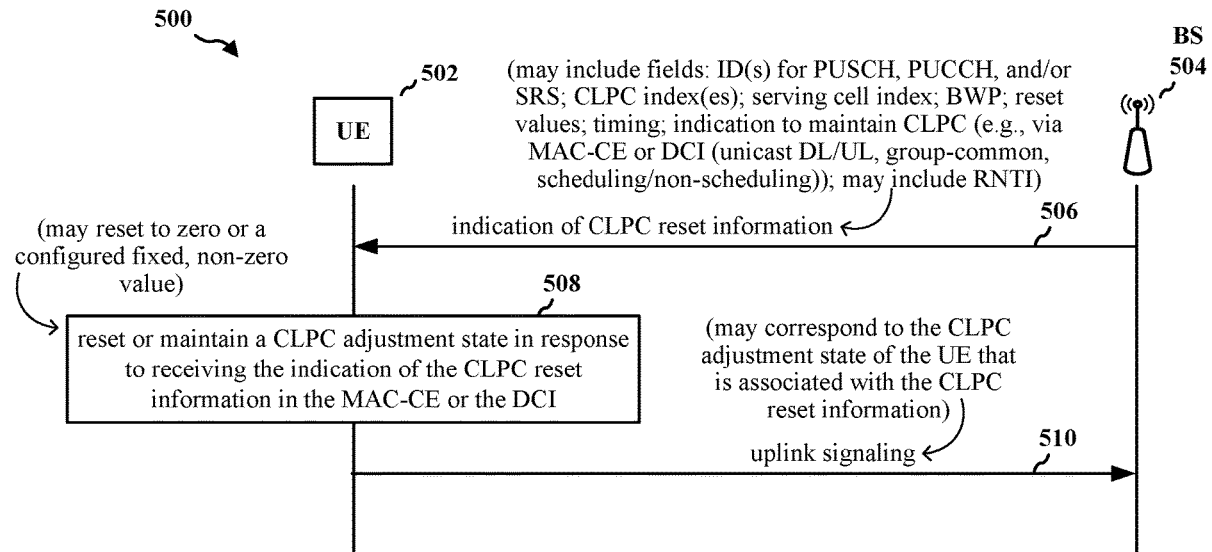 500
BS
504
502
UE
(may include fields: ID(s) for PUSCH, PUCCH, and/or
SRS; CLPC index(es); serving cell index; BWP; reset
values; timing; indication to maintain CLPC (e.g., via
MAC-CE or DCI (unicast DL/UL, group-common,
scheduling/non-scheduling)); may include RNTI)
indication of CLPC reset information
506
(may reset to zero or a
configured fixed, non-zero
value)
508
reset or maintain a CLPC adjustment state in response
to receiving the indication of the CLPC reset
information in the MAC-CE or the DCI
(may correspond to the CLPC
adjustment state of the UE that
is associated with the CLPC
reset information)
uplink signaling
510